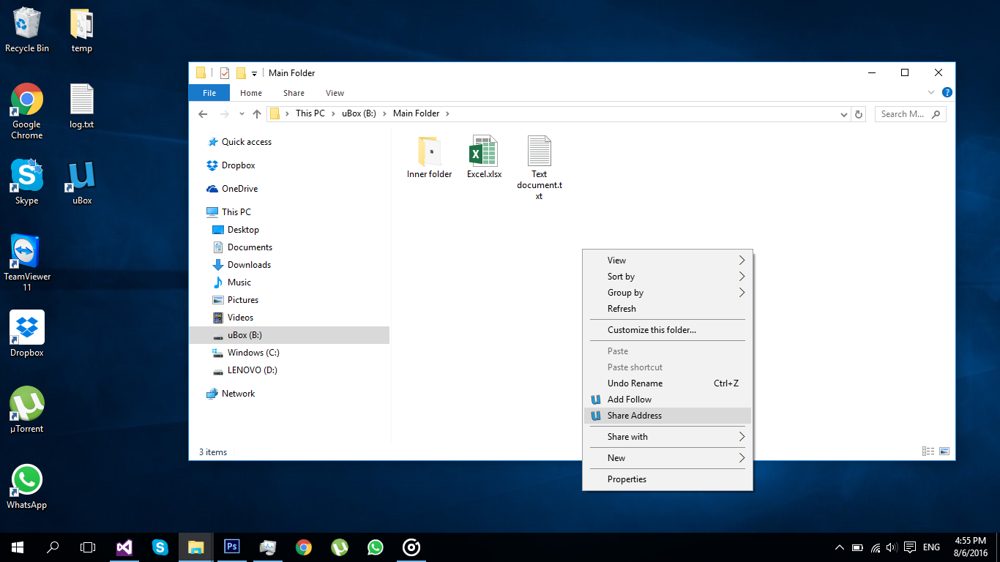 Recycle Bin
temp
Google
Chrome
log.txt
Skype
uBox
TeamViewer
11
Dropbox
µTorrent
WhatsApp
Main Folder
File Home Share View
This PC uBox (B:) Main Folder
Search M...
Quick access
Dropbox
OneDrive
This PC
Desktop
Documents
Downloads
Music
Pictures
Videos
uBox (B:)
Windows (C:)
LENOVO (D:)
Network
Inner folder
Excel.xlsx
Text
document.t
xt
View
Sort by
Group by
Refresh
Customize this folder...
Paste
Paste shortcut
Undo Rename Ctrl+Z
Add Follow
Share Address
Share with
New
Properties
3 items
Ps
ENG
4:55 PM
8/6/2016